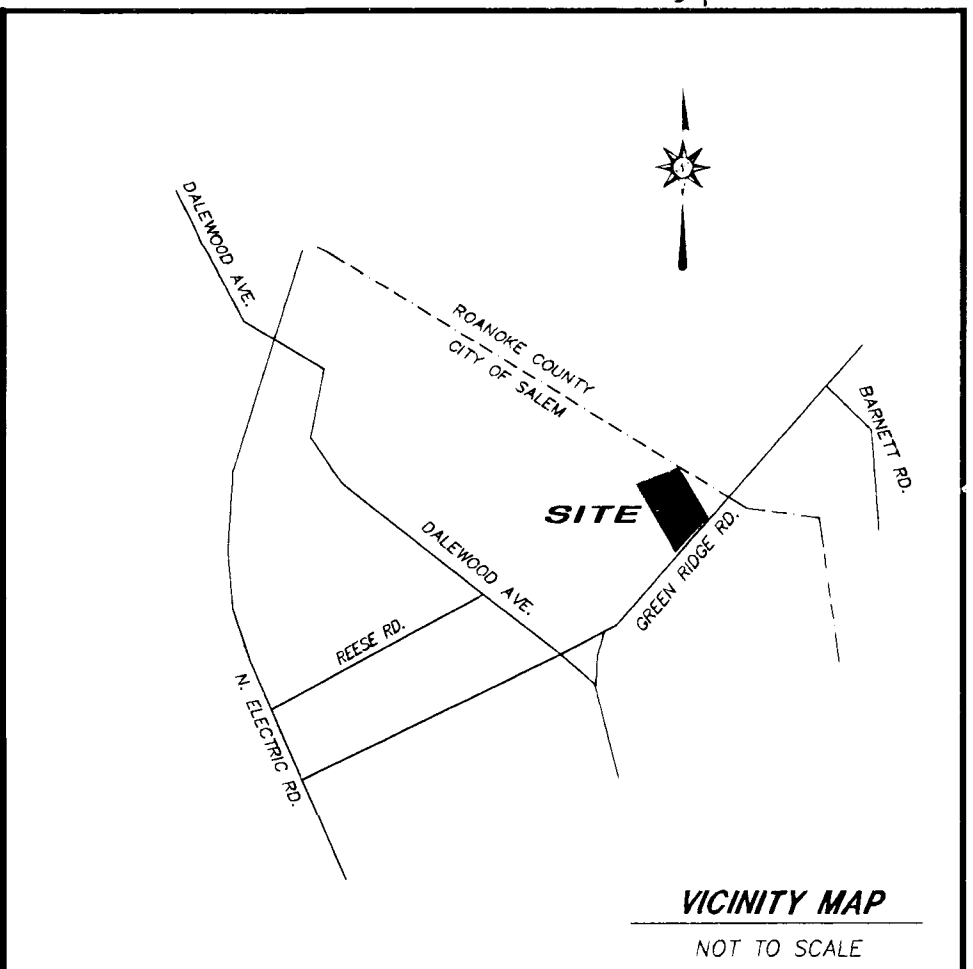 DALEWOOD AVE.
ROANOKE COUNTY
CITY OF SALEM
BARNETT RD.
SITE
GREEN RIDGE RD.
DALEWOOD AVE.
REESE RD.
N. ELECTRIC RD.
VICINITY MAP
NOT TO SCALE